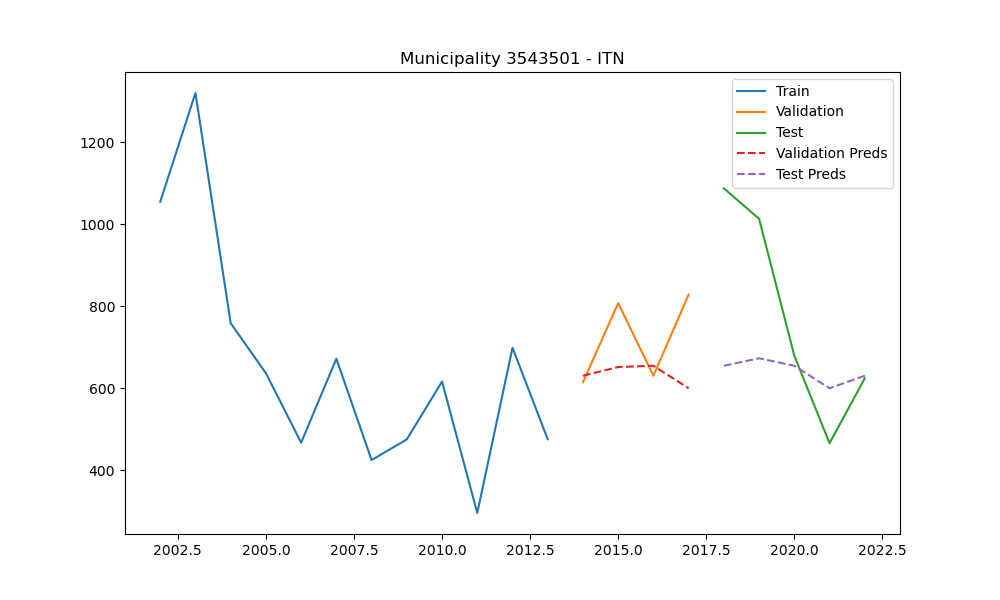 Municipality 3543501 - ITN
Train
Validation
Test
Validation Preds
Test Preds
1200
1000
800
600
400
2002.5 2005.0 2007.5 2010.0 2012.5 2015.0 2017.5 2020.0 2022.5